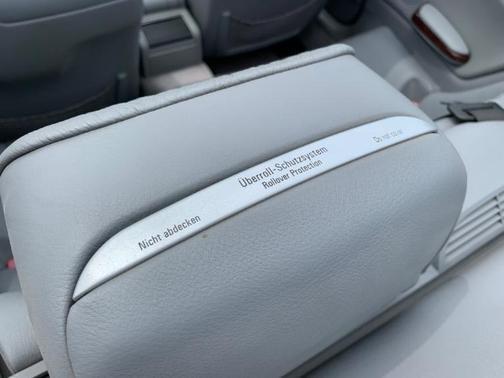 Nicht abdecken
Überroll-Schutzsystem
Rollover Protection
Do not cover